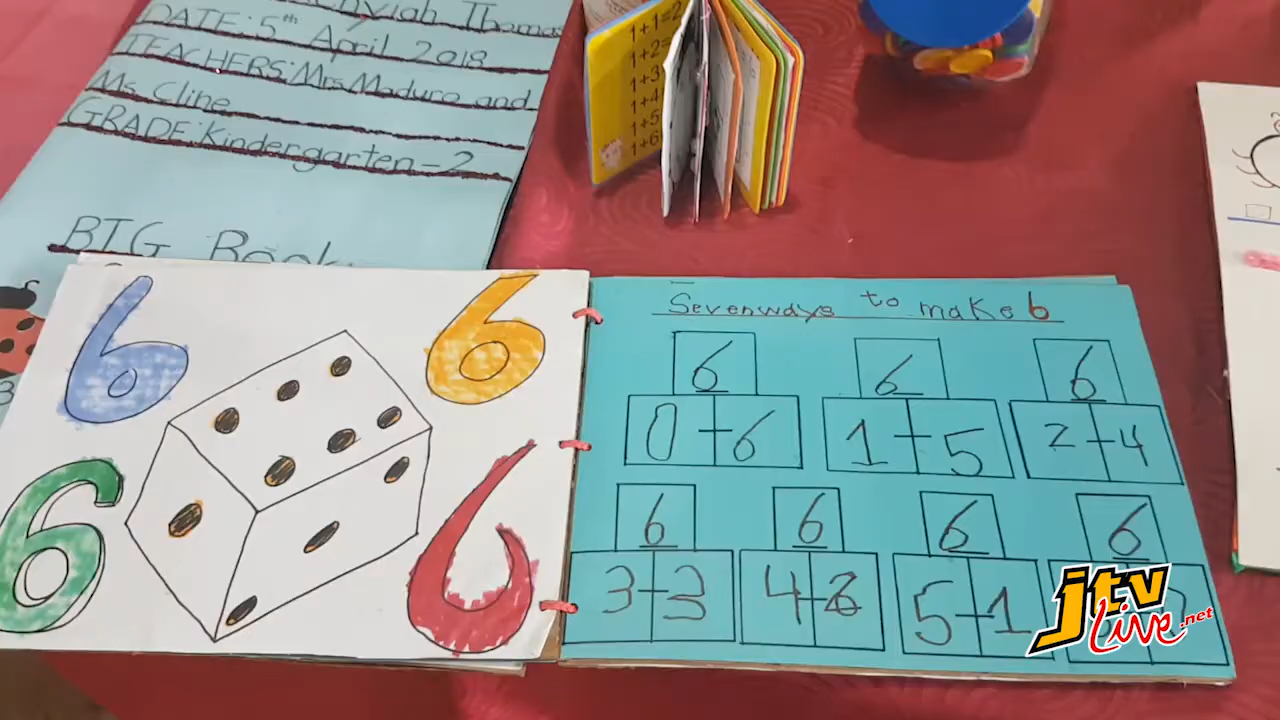 Thomas
DATE: 5th April 2018
TEACHERS: Mrs Maduro and
Ms Cline
GRADE: Kindergarten-2
BIG Book
1+1=2
1+2=
1+3
1+4
1+5
1+6
6
6
6
6
Seven ways to make 6
6
0+6
6
1+5
6
2+4
6
3+3
6
4+2
6
5+1
6
jtv
Live.net